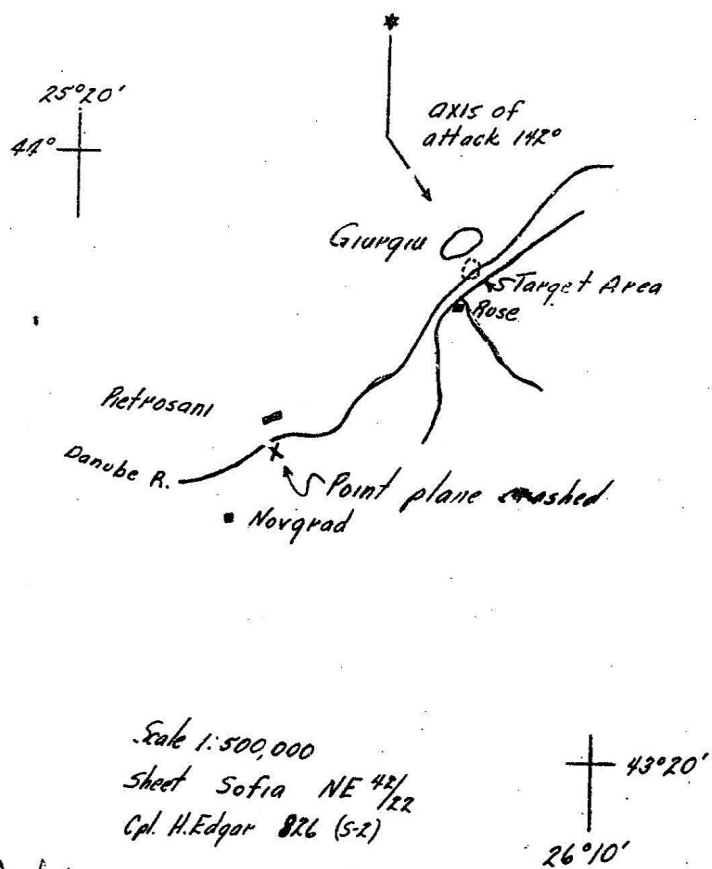 25°20'
44°
axis of
attack 142°
Giurgiu
Target Area
Ruse
Pietrosani
Danube R.
Point plane crashed
Novgrad
Scale 1:500,000
Sheet Sofia NE 42/22
Cpl. H.Edgar 826 (S-2)
43°20'
26°10'